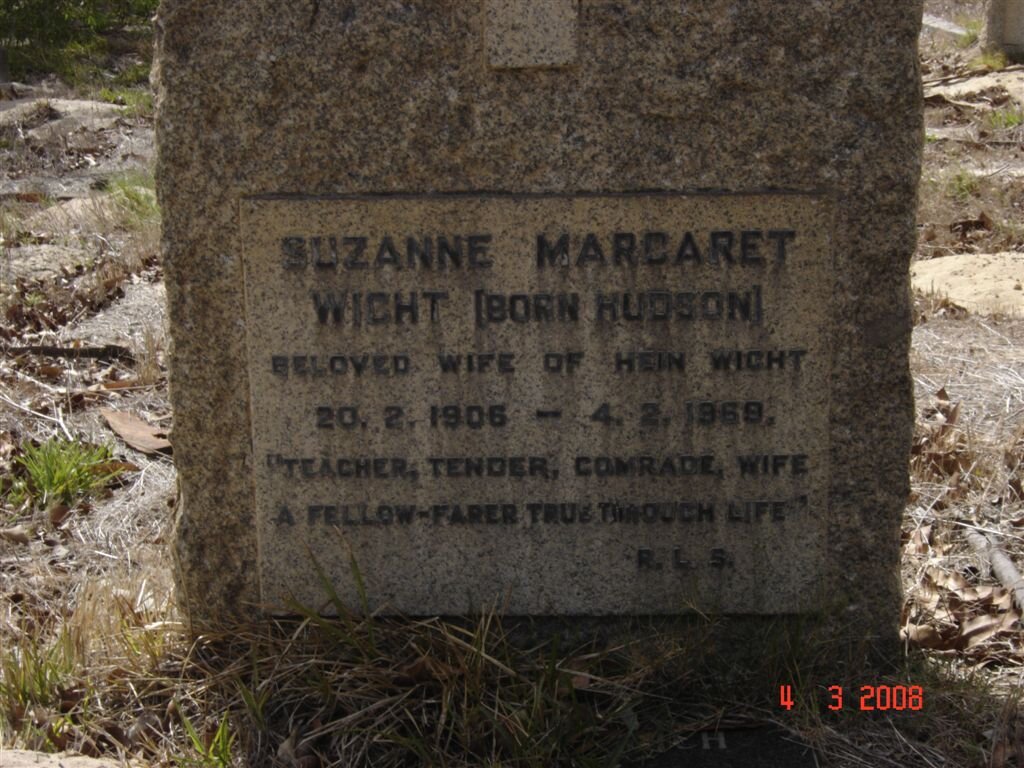 SUZANNE MARGARET
WICHT [BORN HUDSON]
BELOVED WIFE OF HEIN WICHT
20. 2. 1906 — 4. 2. 1969.
"TEACHER, TENDER, COMRADE, WIFE
A FELLOW-FARER TRUE THROUGH LIFE"
R. L. S.
4 3 2008